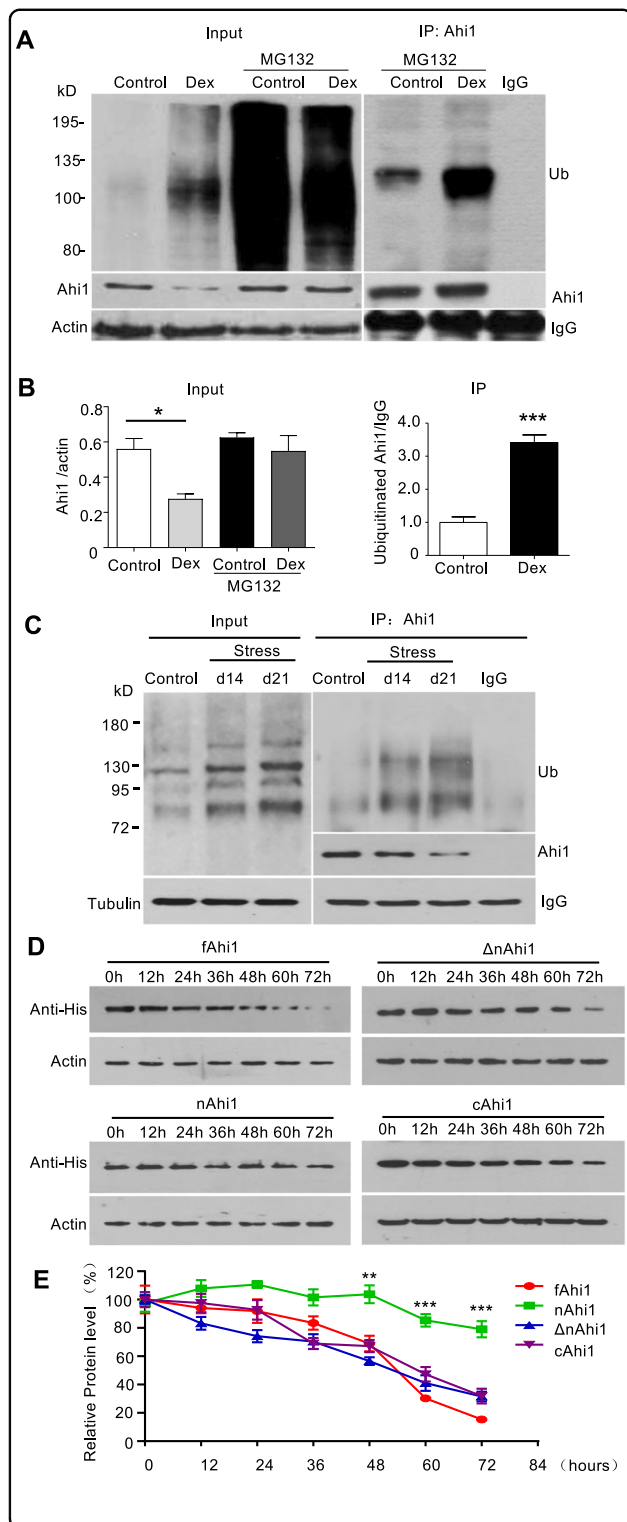 A
Input
IP: Ahi1
MG132
MG132
Control Dex Control Dex Control Dex IgG
kD
195-
135-
100-
80-
Ub
Ahi1
Ahi1
Actin
IgG
B
Input
IP
Ahi1 /actin
0.8
0.6
0.4
0.2
0
*
Control Dex Control Dex
MG132
Ubiquitinated Ahi1/IgG
4.0
3.0
2.0
1.0
0
***
Control Dex
C
Input
IP: Ahi1
Stress
Stress
Control d14 d21 Control d14 d21 IgG
kD
180
130
95
72
Ub
Ahi1
Tubulin
IgG
D
fAhi1
ΔnAhi1
0h 12h 24h 36h 48h 60h 72h
0h 12h 24h 36h 48h 60h 72h
Anti-His
Actin
nAhi1
cAhi1
0h 12h 24h 36h 48h 60h 72h
0h 12h 24h 36h 48h 60h 72h
Anti-His
Actin
E
Relative Protein level (%)
120
100
80
60
40
20
0
** *** ***
fAhi1
nAhi1
ΔnAhi1
cAhi1
0 12 24 36 48 60 72 84 (hours)